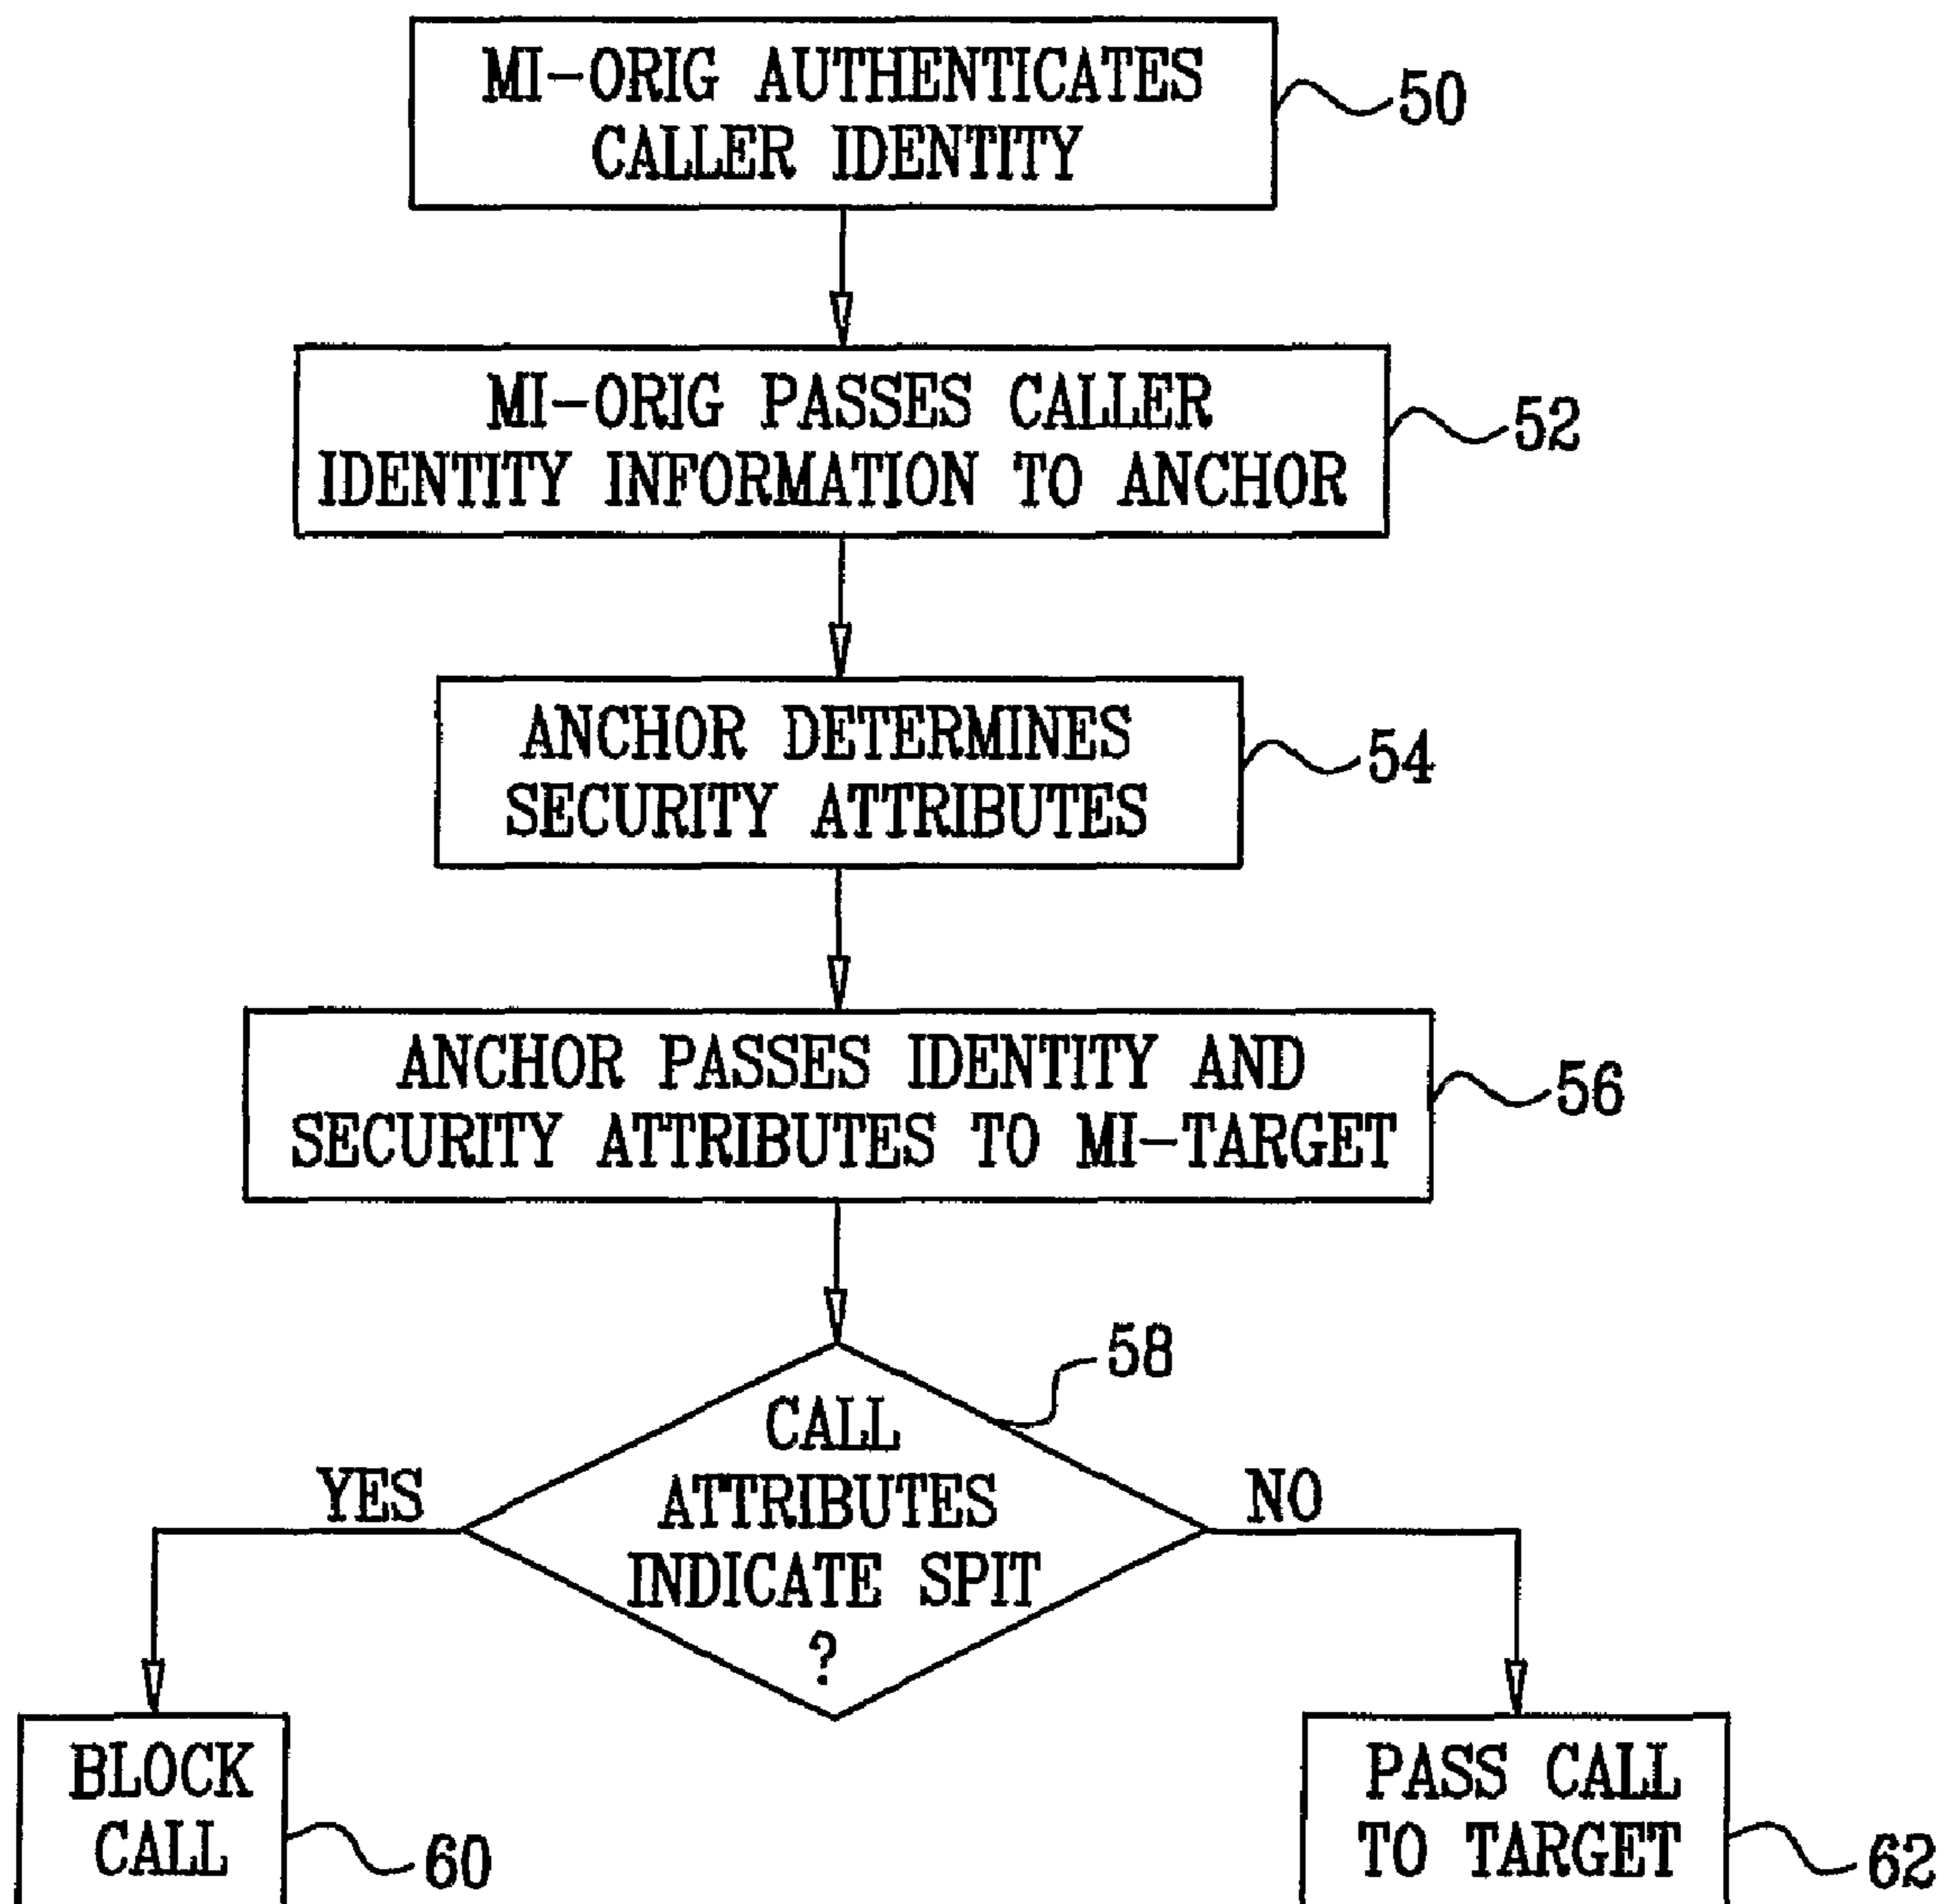 MI-ORIG AUTHENTICATES
CALLER IDENTITY
50
MI-ORIG PASSES CALLER
IDENTITY INFORMATION TO ANCHOR
52
ANCHOR DETERMINES
SECURITY ATTRIBUTES
54
ANCHOR PASSES IDENTITY AND
SECURITY ATTRIBUTES TO MI-TARGET
56
58
CALL
ATTRIBUTES
INDICATE SPIT
?
YES
NO
BLOCK
CALL
60
PASS CALL
TO TARGET
62